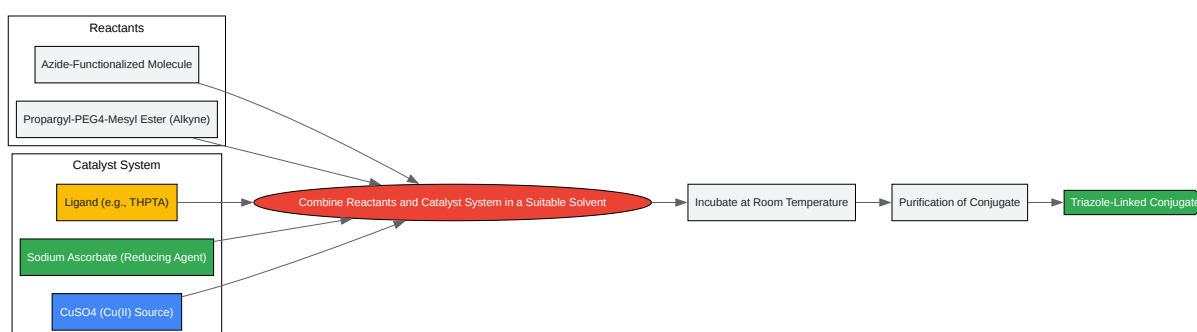 Reactants
Azide-Functionalized Molecule
Propargyl-PEG4-Mesyl Ester (Alkyne)
Catalyst System
Ligand (e.g., THPTA)
Sodium Ascorbate (Reducing Agent)
CuSO4 (Cu(II) Source)
Combine Reactants and Catalyst System in a Suitable Solvent
Incubate at Room Temperature
Purification of Conjugate
Triazole-Linked Conjugate